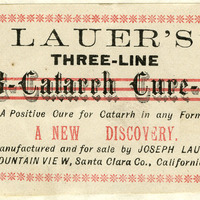 LAUER'S
THREE-LINE
Catarrh Cure
A Positive Cure for Catarrh in any Form
A NEW DISCOVERY.
Manufactured and for sale by JOSEPH LAU
MOUNTAIN VIEW, Santa Clara Co., California